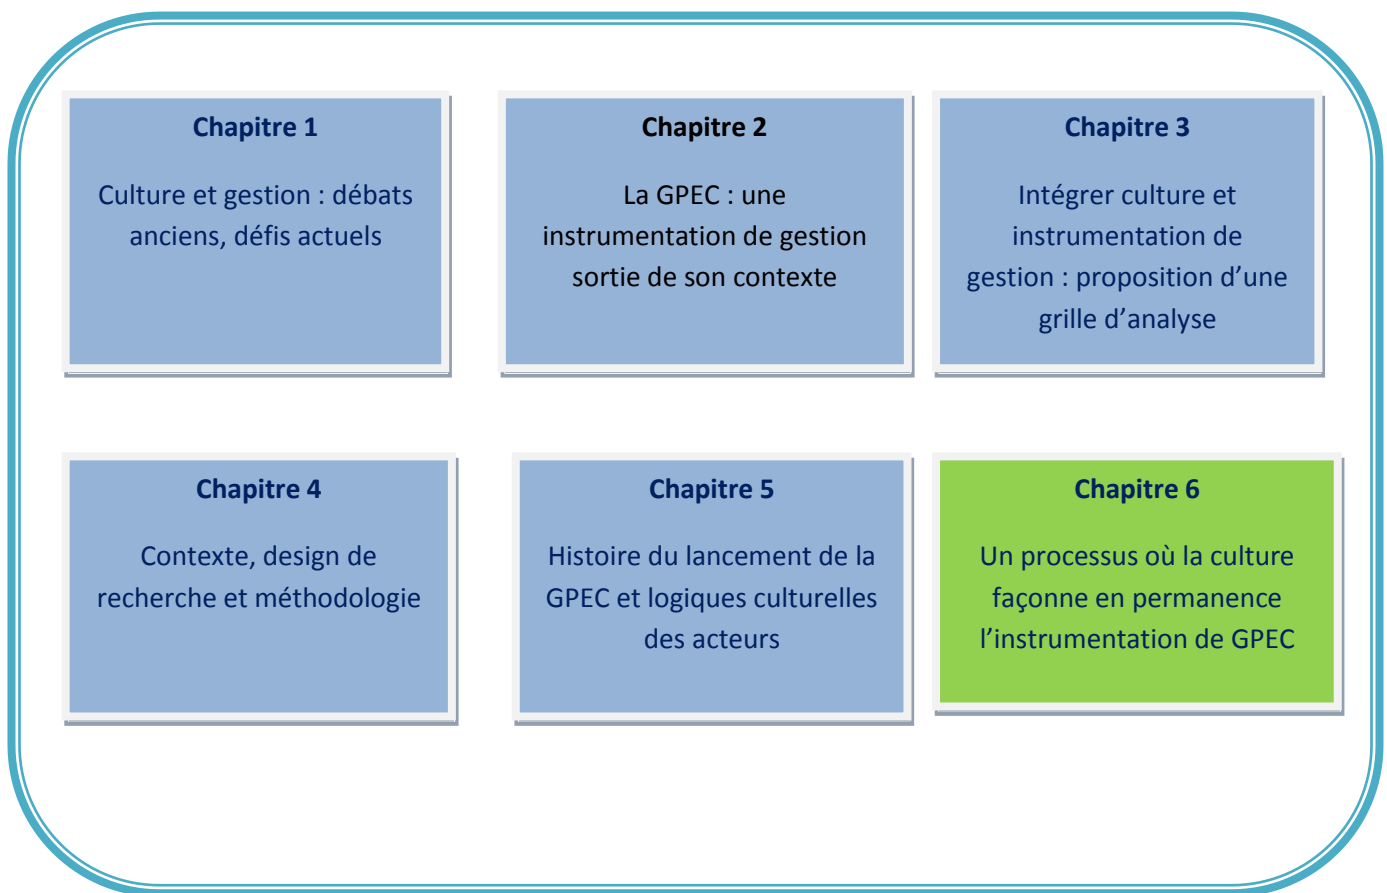 Chapitre 1
Culture et gestion : débats
anciens, défis actuels
Chapitre 2
La GPEC : une
instrumentation de gestion
sortie de son contexte
Chapitre 3
Intégrer culture et
instrumentation de
gestion : proposition d’une
grille d’analyse
Chapitre 4
Contexte, design de
recherche et méthodologie
Chapitre 5
Histoire du lancement de la
GPEC et logiques culturelles
des acteurs
Chapitre 6
Un processus où la culture
façonne en permanence
l’instrumentation de GPEC